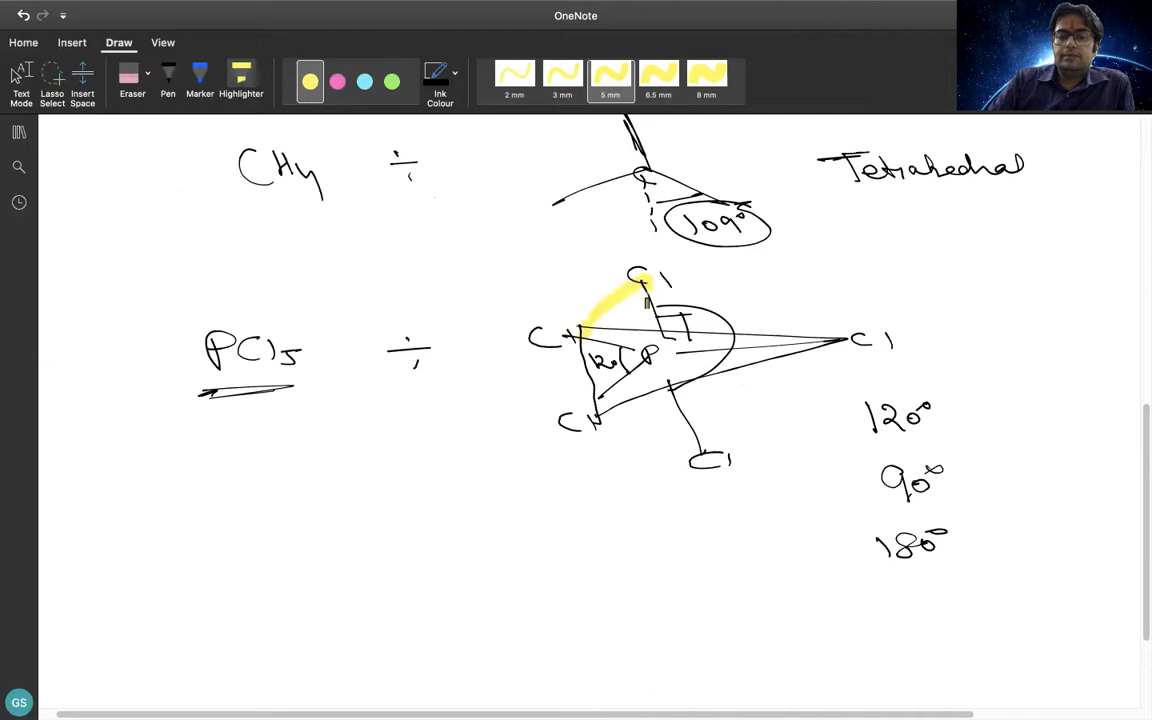 OneNote
Home Insert Draw View
Text Mode
Lasso Select
Insert Space
Eraser
Pen
Marker
Highlighter
Ink Colour
2 mm
3 mm
5 mm
6.5 mm
8 mm
CH4 ÷ C Tetrahedral
109°
Cl
PCl5 ÷ Cl 120 P Cl
Cl
Cl
120°
90°
180°
GS